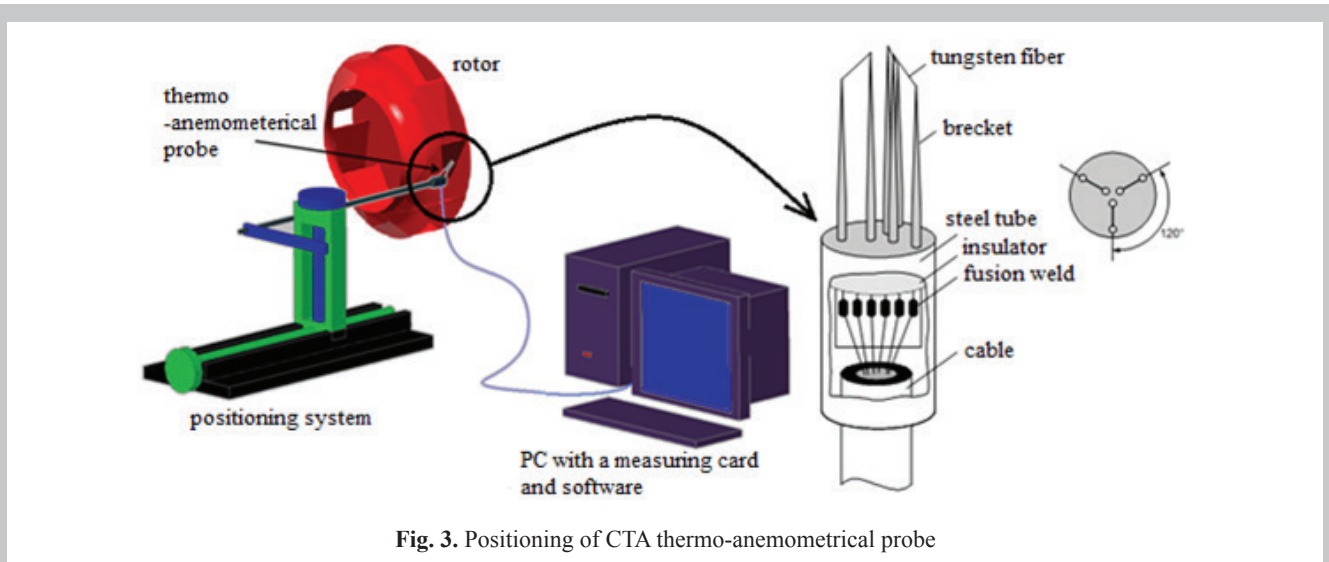 rotor
thermo
-anemometerical
probe
positioning system
PC with a measuring card
and software
tungsten fiber
brecket
steel tube
insulator
fusion weld
cable
120°
Fig. 3. Positioning of CTA thermo-anemometrical probe